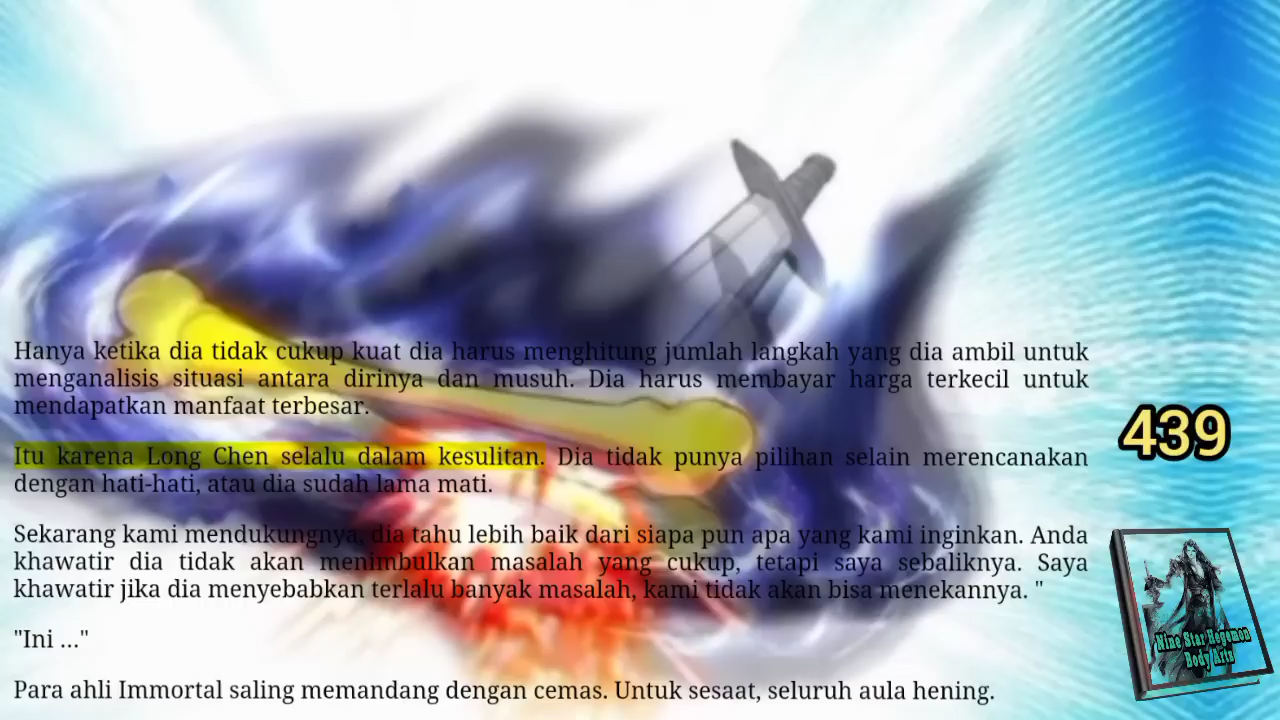 Hanya ketika dia tidak cukup kuat dia harus menghitung jumlah langkah yang dia ambil untuk
menganalisis situasi antara dirinya dan musuh. Dia harus membayar harga terkecil untuk
mendapatkan manfaat terbesar.
Itu karena Long Chen selalu dalam kesulitan. Dia tidak punya pilihan selain merencanakan
dengan hati-hati, atau dia sudah lama mati.
Sekarang kami mendukungnya, dia tahu lebih baik dari siapa pun apa yang kami inginkan. Anda
khawatir dia tidak akan menimbulkan masalah yang cukup, tetapi saya sebaliknya. Saya
khawatir jika dia menyebabkan terlalu banyak masalah, kami tidak akan bisa menekannya. "
"Ini ..."
Para ahli Immortal saling memandang dengan cemas. Untuk sesaat, seluruh aula hening.
439
Nine Star Hegemon
Body Arts